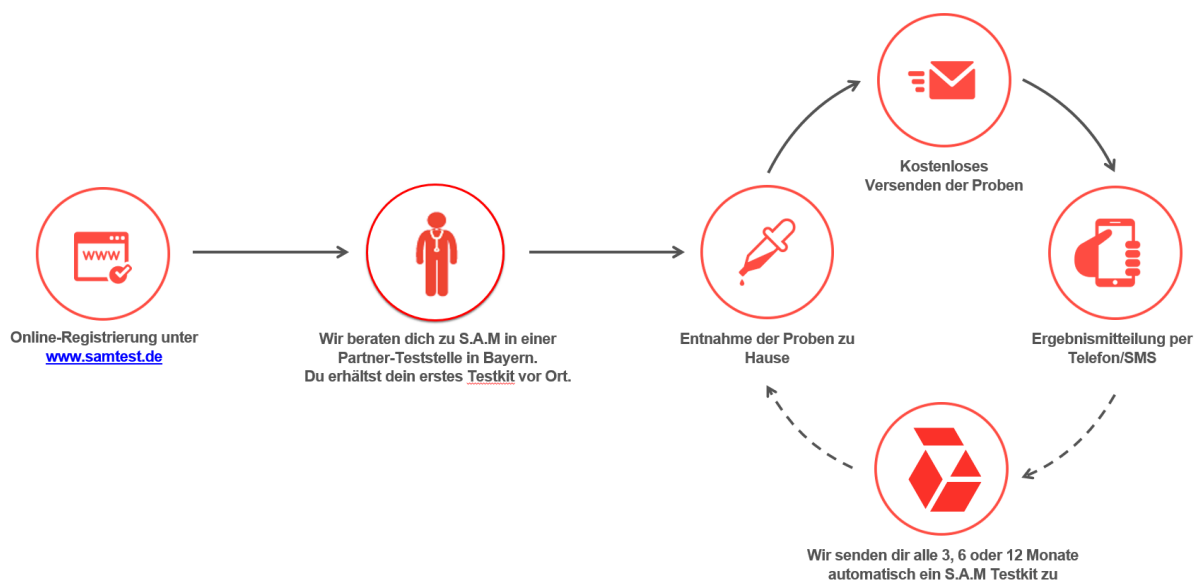 Online-Registrierung unter
www.samtest.de
WWW
Wir beraten dich zu S.A.M in einer
Partner-Teststelle in Bayern.
Du erhältst dein erstes Testkit vor Ort.
Entnahme der Proben zu
Hause
Kostenloses
Versenden der Proben
Ergebnismitteilung per
Telefon/SMS
Wir senden dir alle 3, 6 oder 12 Monate
automatisch ein S.A.M Testkit zu